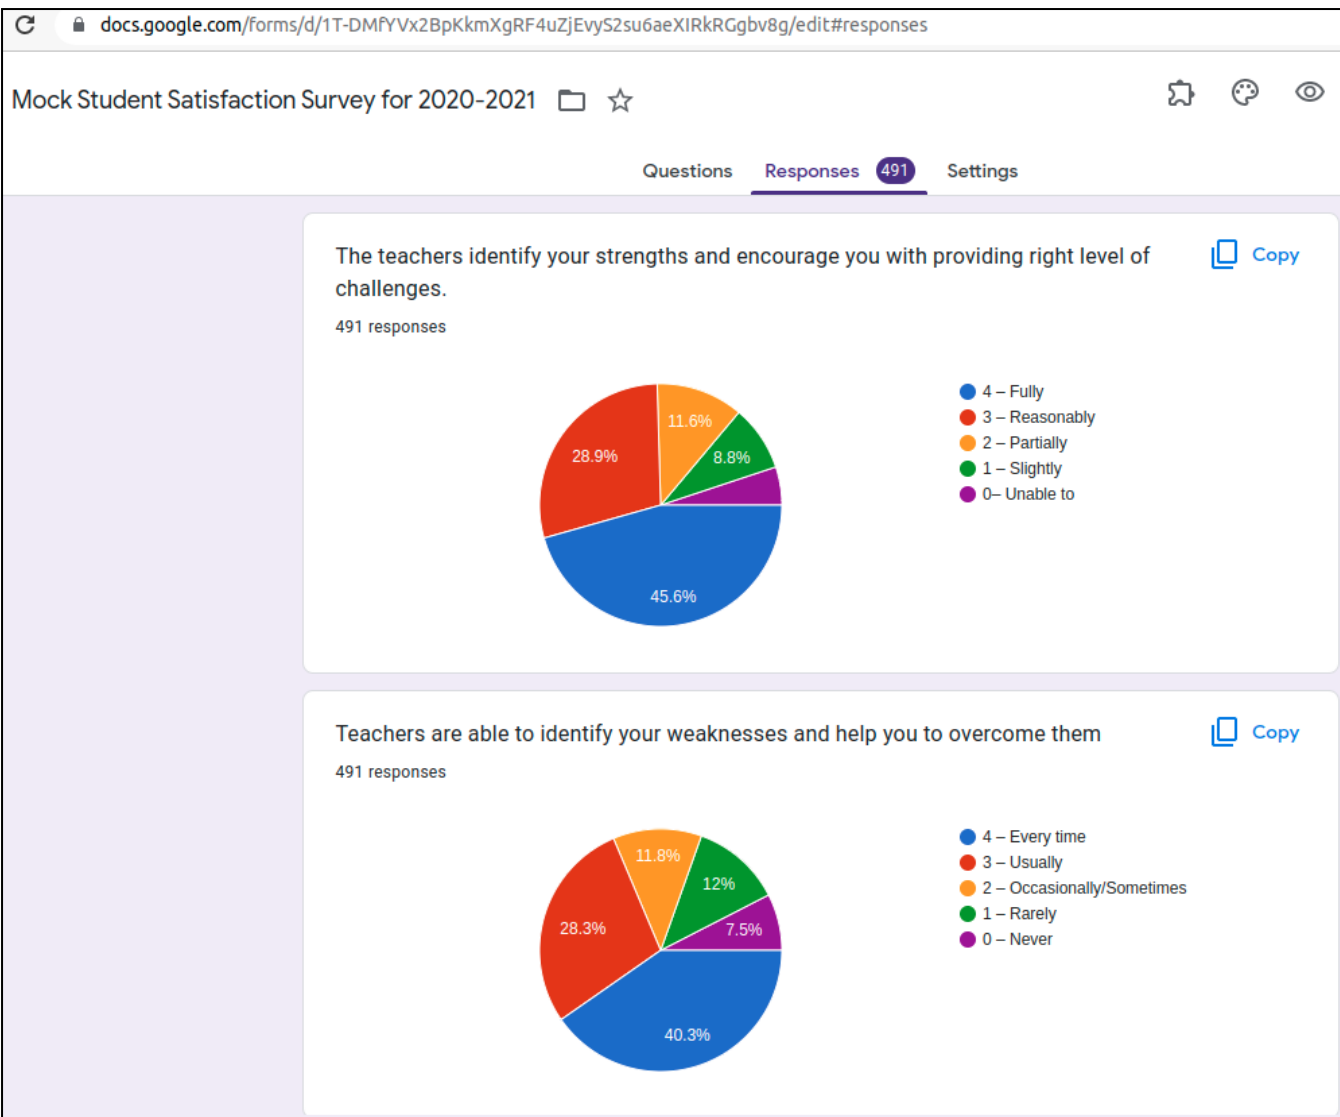 docs.google.com/forms/d/1T-DMfYVx2BpKkmXgRF4uZjEvyS2su6aeXIRkRGgbv8g/edit#responses
Mock Student Satisfaction Survey for 2020-2021
Questions Responses 491 Settings
The teachers identify your strengths and encourage you with providing right level of
challenges.
Copy
491 responses
4 – Fully
3 – Reasonably
2 – Partially
1 – Slightly
0– Unable to
11.6%
28.9%
8.8%
45.6%
Teachers are able to identify your weaknesses and help you to overcome them
Copy
491 responses
4 – Every time
3 – Usually
2 – Occasionally/Sometimes
1 – Rarely
0 – Never
11.8%
12%
28.3%
7.5%
40.3%